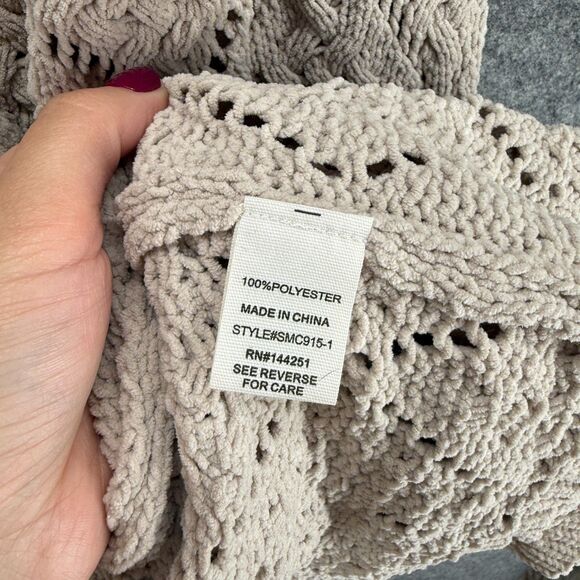 100%POLYESTER
MADE IN CHINA
STYLE#SMC915-1
RN#144251
SEE REVERSE
FOR CARE